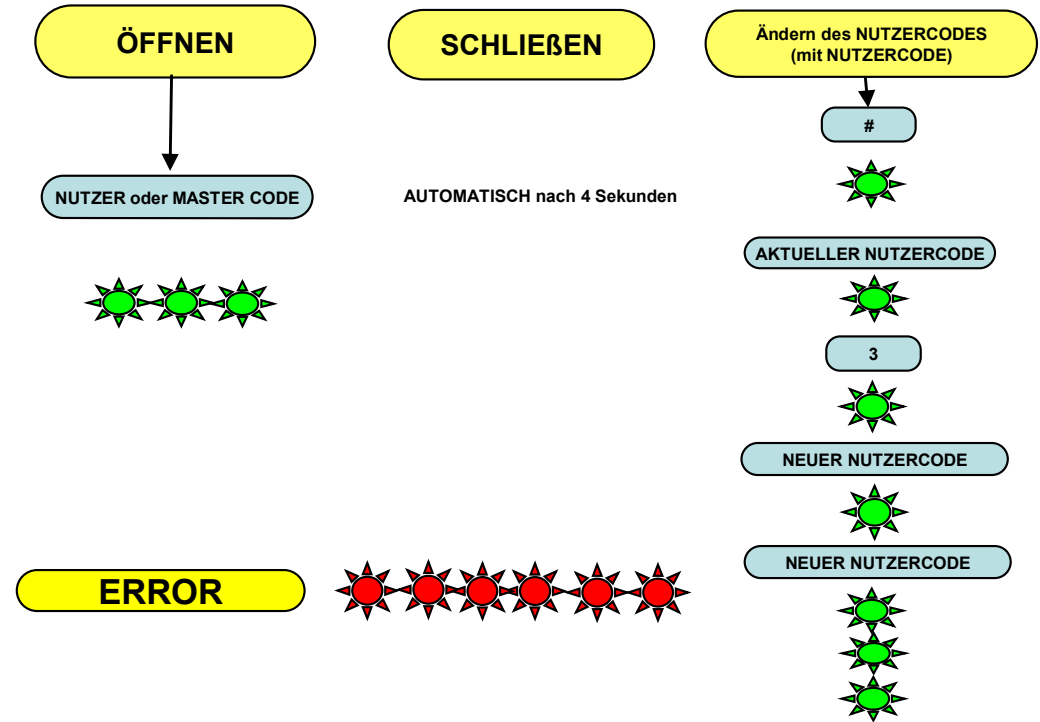 ÖFFNEN
NUTZER oder MASTER CODE
SCHLIEßEN
AUTOMATISCH nach 4 Sekunden
Ändern des NUTZERCODES
(mit NUTZERCODE)
#
AKTUELLER NUTZERCODE
3
NEUER NUTZERCODE
NEUER NUTZERCODE
ERROR